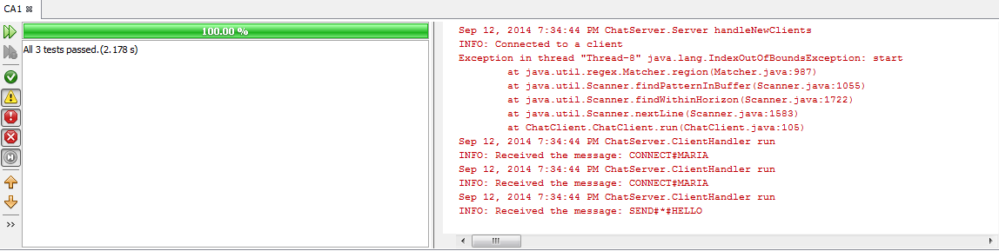 CA1
100.00 %
All 3 tests passed.(2.178 s)
Sep 12, 2014 7:34:44 PM ChatServer.Server handleNewClients
INFO: Connected to a client
Exception in thread "Thread-8" java.lang.IndexOutOfBoundsException: start
at java.util.regex.Matcher.region(Matcher.java:987)
at java.util.Scanner.findPatternInBuffer(Scanner.java:1055)
at java.util.Scanner.findWithinHorizon(Scanner.java:1722)
at java.util.Scanner.nextLine(Scanner.java:1583)
at ChatClient.ChatClient.run(ChatClient.java:105)
Sep 12, 2014 7:34:44 PM ChatServer.ClientHandler run
INFO: Received the message: CONNECT#MARIA
Sep 12, 2014 7:34:44 PM ChatServer.ClientHandler run
INFO: Received the message: CONNECT#MARIA
Sep 12, 2014 7:34:44 PM ChatServer.ClientHandler run
INFO: Received the message: SEND#*#HELLO